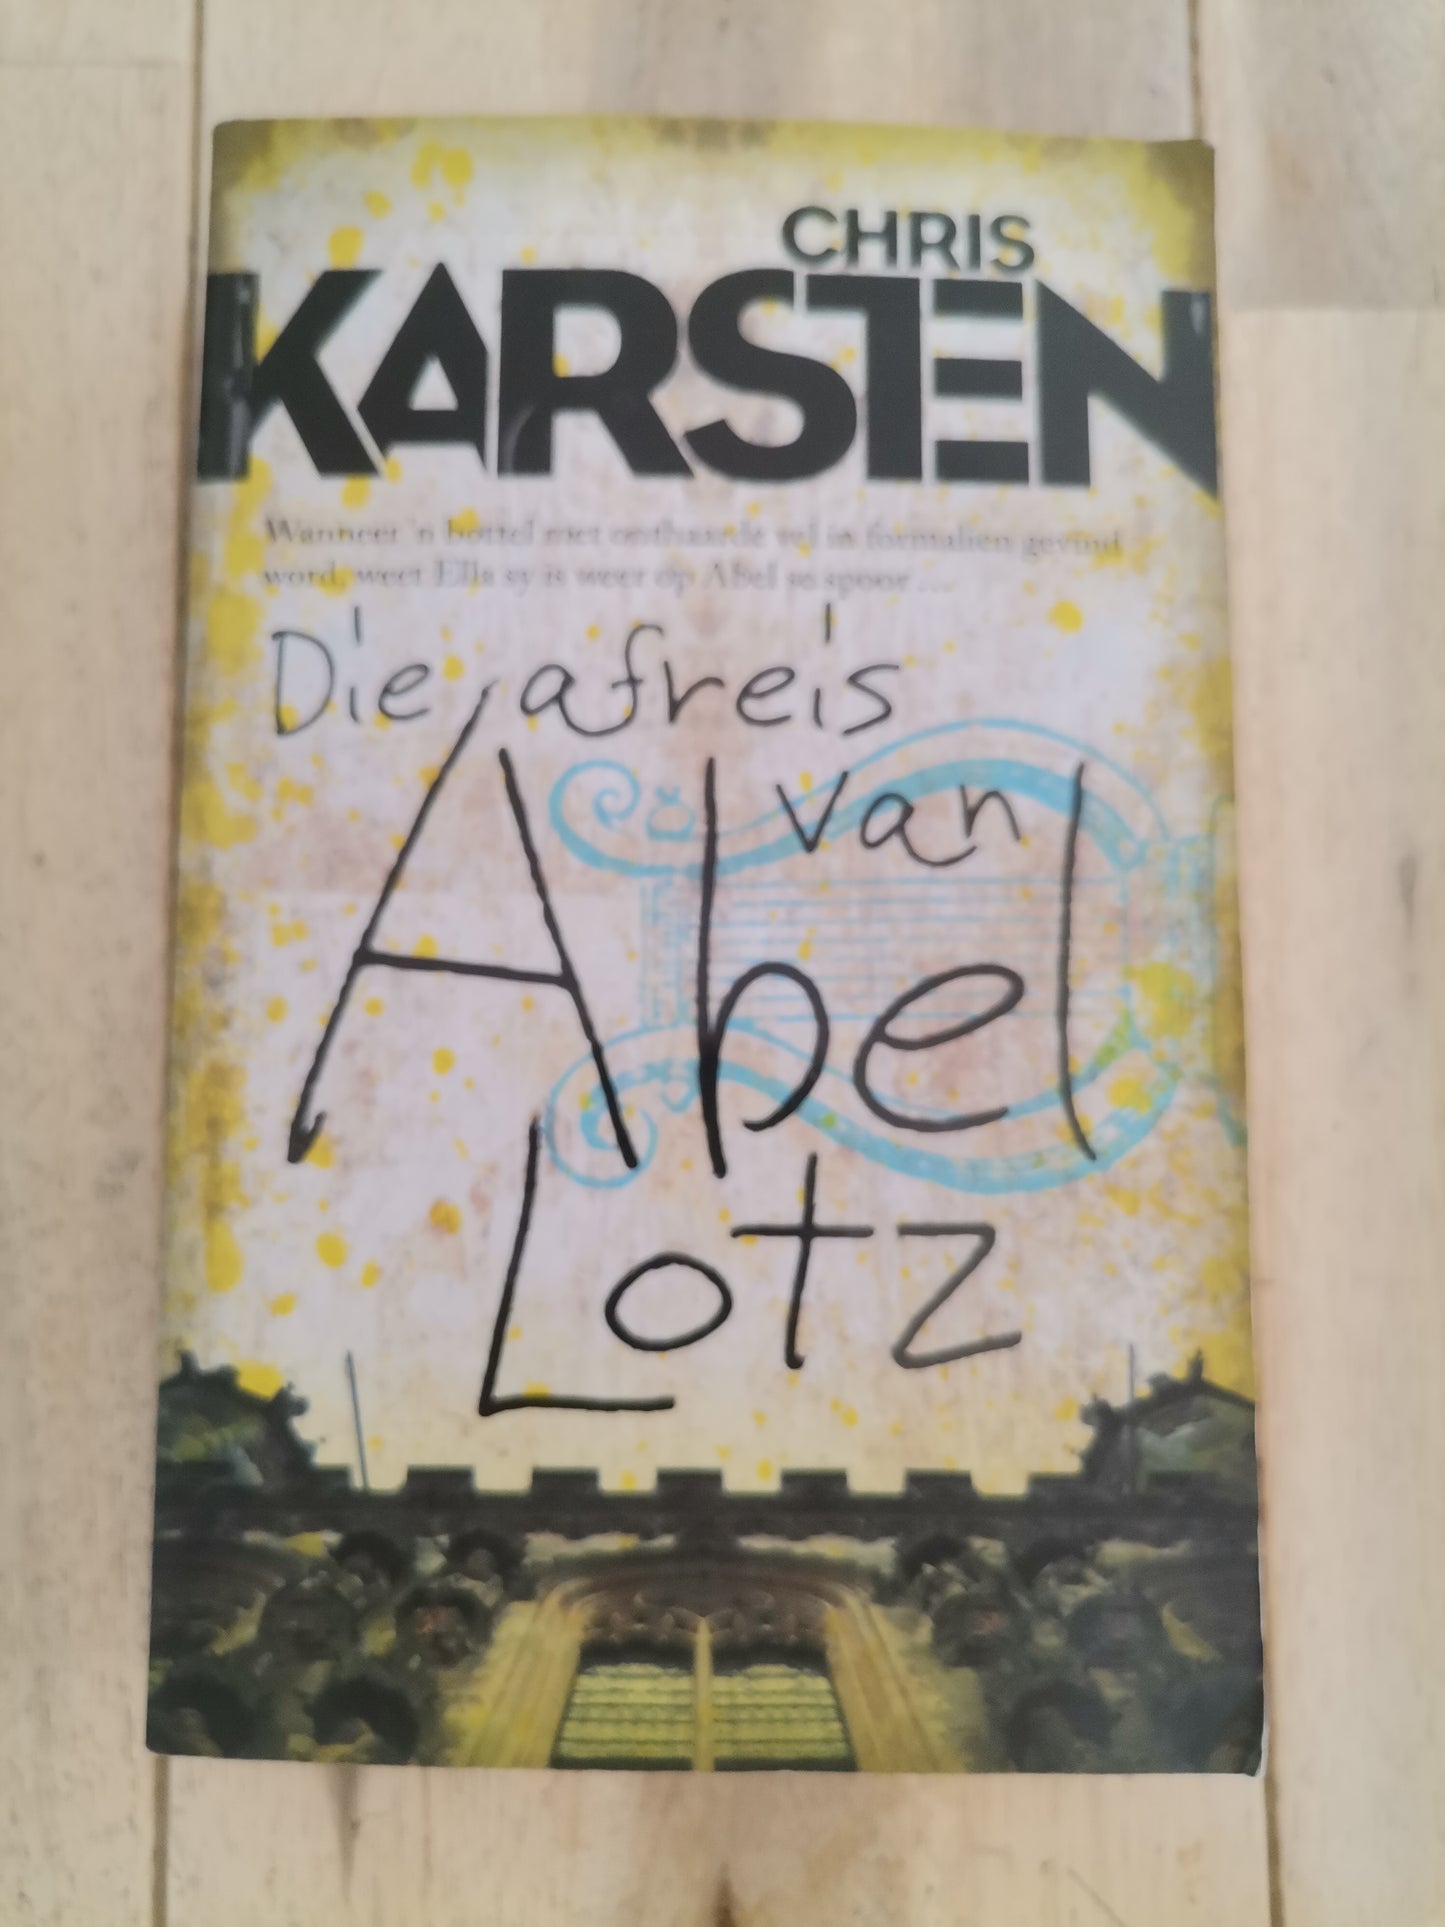 CHRIS
KARSTEN
Wanneer 'n bottel met onthaarde vel in formalien gevind
word, weet Ella sy is weer op Abel se spoor ...
Die afreis
van
Abel
Lotz